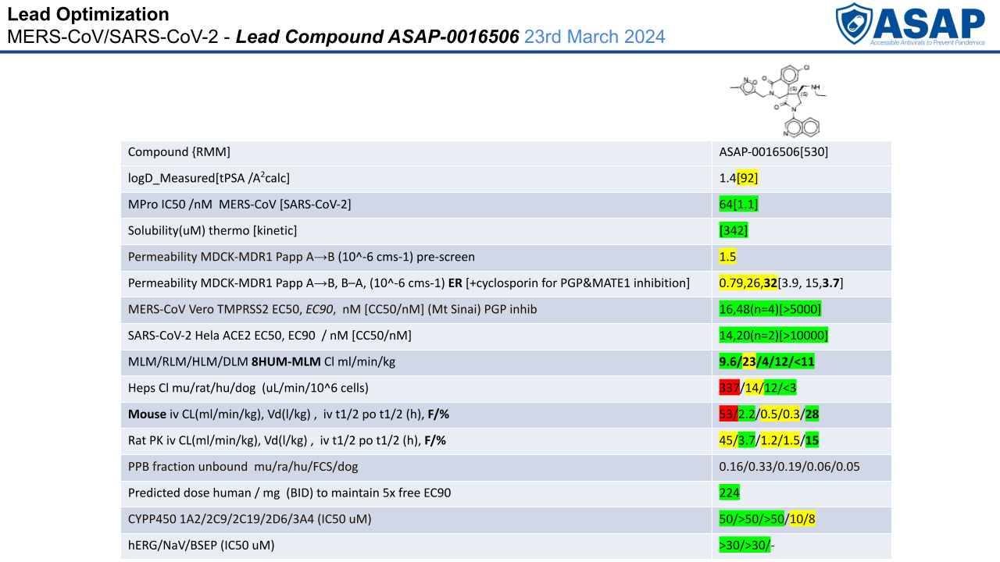 Lead Optimization
MERS-CoV/SARS-CoV-2 - Lead Compound ASAP-0016506 23rd March 2024
ASAP
Accessible Antivirals to Prevent Pandemics
Cl
O
N
O
N
(S)
NH
(S)
O
N
N
Compound {RMM] ASAP-0016506[530]
logD_Measured[tPSA /A²calc] 1.4[92]
MPro IC50 /nM MERS-CoV [SARS-CoV-2] 64[1.1]
Solubility(uM) thermo [kinetic] [342]
Permeability MDCK-MDR1 Papp A→B (10^-6 cms-1) pre-screen 1.5
Permeability MDCK-MDR1 Papp A→B, B–A, (10^-6 cms-1) ER [+cyclosporin for PGP&MATE1 inhibition] 0.79,26,32[3.9, 15,3.7]
MERS-CoV Vero TMPRSS2 EC50, EC90, nM [CC50/nM] (Mt Sinai) PGP inhib 16,48(n=4)[>5000]
SARS-CoV-2 Hela ACE2 EC50, EC90 / nM [CC50/nM] 14,20(n=2)[>10000]
MLM/RLM/HLM/DLM 8HUM-MLM Cl ml/min/kg 9.6/23/4/12/<11
Heps Cl mu/rat/hu/dog (uL/min/10^6 cells) 337/14/12/<3
Mouse iv CL(ml/min/kg), Vd(l/kg) , iv t1/2 po t1/2 (h), F/% 53/2.2/0.5/0.3/28
Rat PK iv CL(ml/min/kg), Vd(l/kg) , iv t1/2 po t1/2 (h), F/% 45/3.7/1.2/1.5/15
PPB fraction unbound mu/ra/hu/FCS/dog 0.16/0.33/0.19/0.06/0.05
Predicted dose human / mg (BID) to maintain 5x free EC90 224
CYPP450 1A2/2C9/2C19/2D6/3A4 (IC50 uM) 50/>50/>50/10/8
hERG/NaV/BSEP (IC50 uM) >30/>30/-